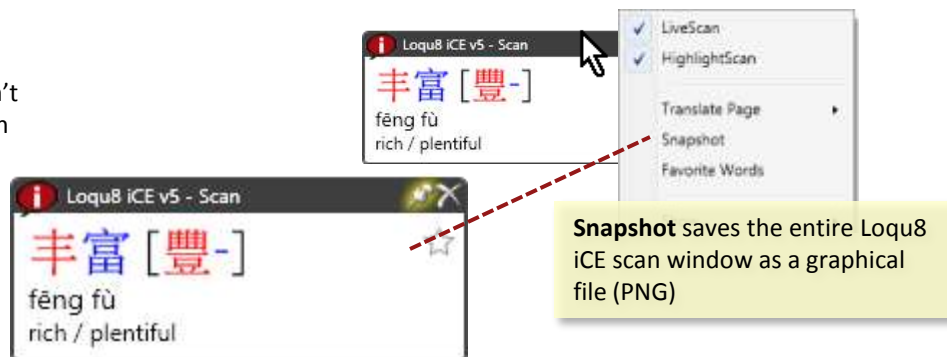 Loqu8 iCE v5 - Scan
丰富 [豐-]
fēng fù
rich / plentiful
LiveScan
HighlightScan
Translate Page
Snapshot
Favorite Words
't
Loqu8 iCE v5 - Scan
丰富 [豐-]
fēng fù
rich / plentiful
Snapshot saves the entire Loqu8
iCE scan window as a graphical
file (PNG)